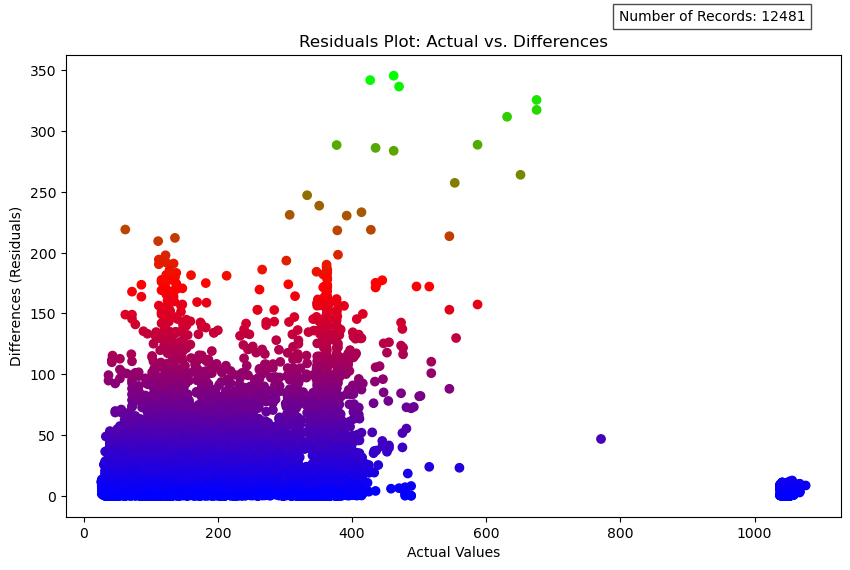 Number of Records: 12481
Residuals Plot: Actual vs. Differences
Differences (Residuals)
350
300
250
200
150
100
50
0
0 200 400 600 800 1000
Actual Values